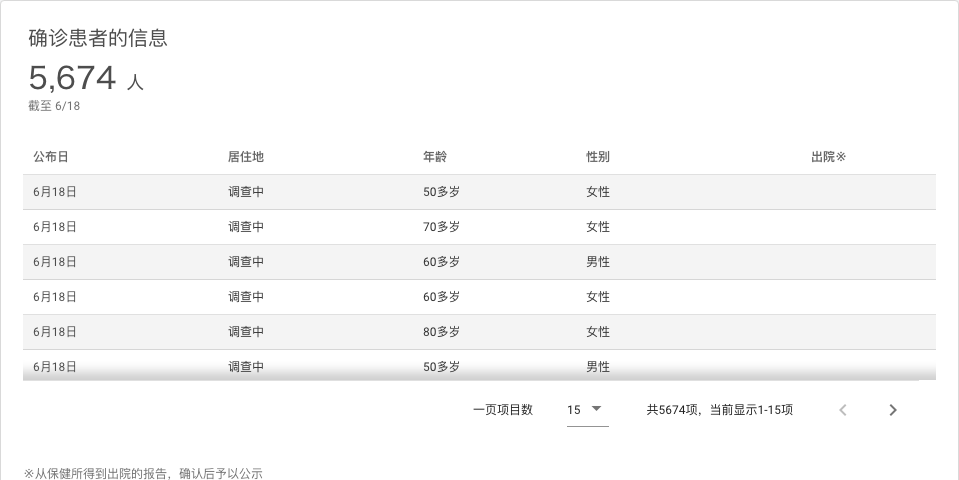 确诊患者的信息
5,674 人
截至 6/18
公布日 居住地 年龄 性别 出院※
6月18日 调查中 50多岁 女性
6月18日 调查中 70多岁 女性
6月18日 调查中 60多岁 男性
6月18日 调查中 60多岁 女性
6月18日 调查中 80多岁 女性
6月18日 调查中 50多岁 男性
一页项目数 15 共5674项，当前显示1-15项
※从保健所得到出院的报告，确认后予以公示